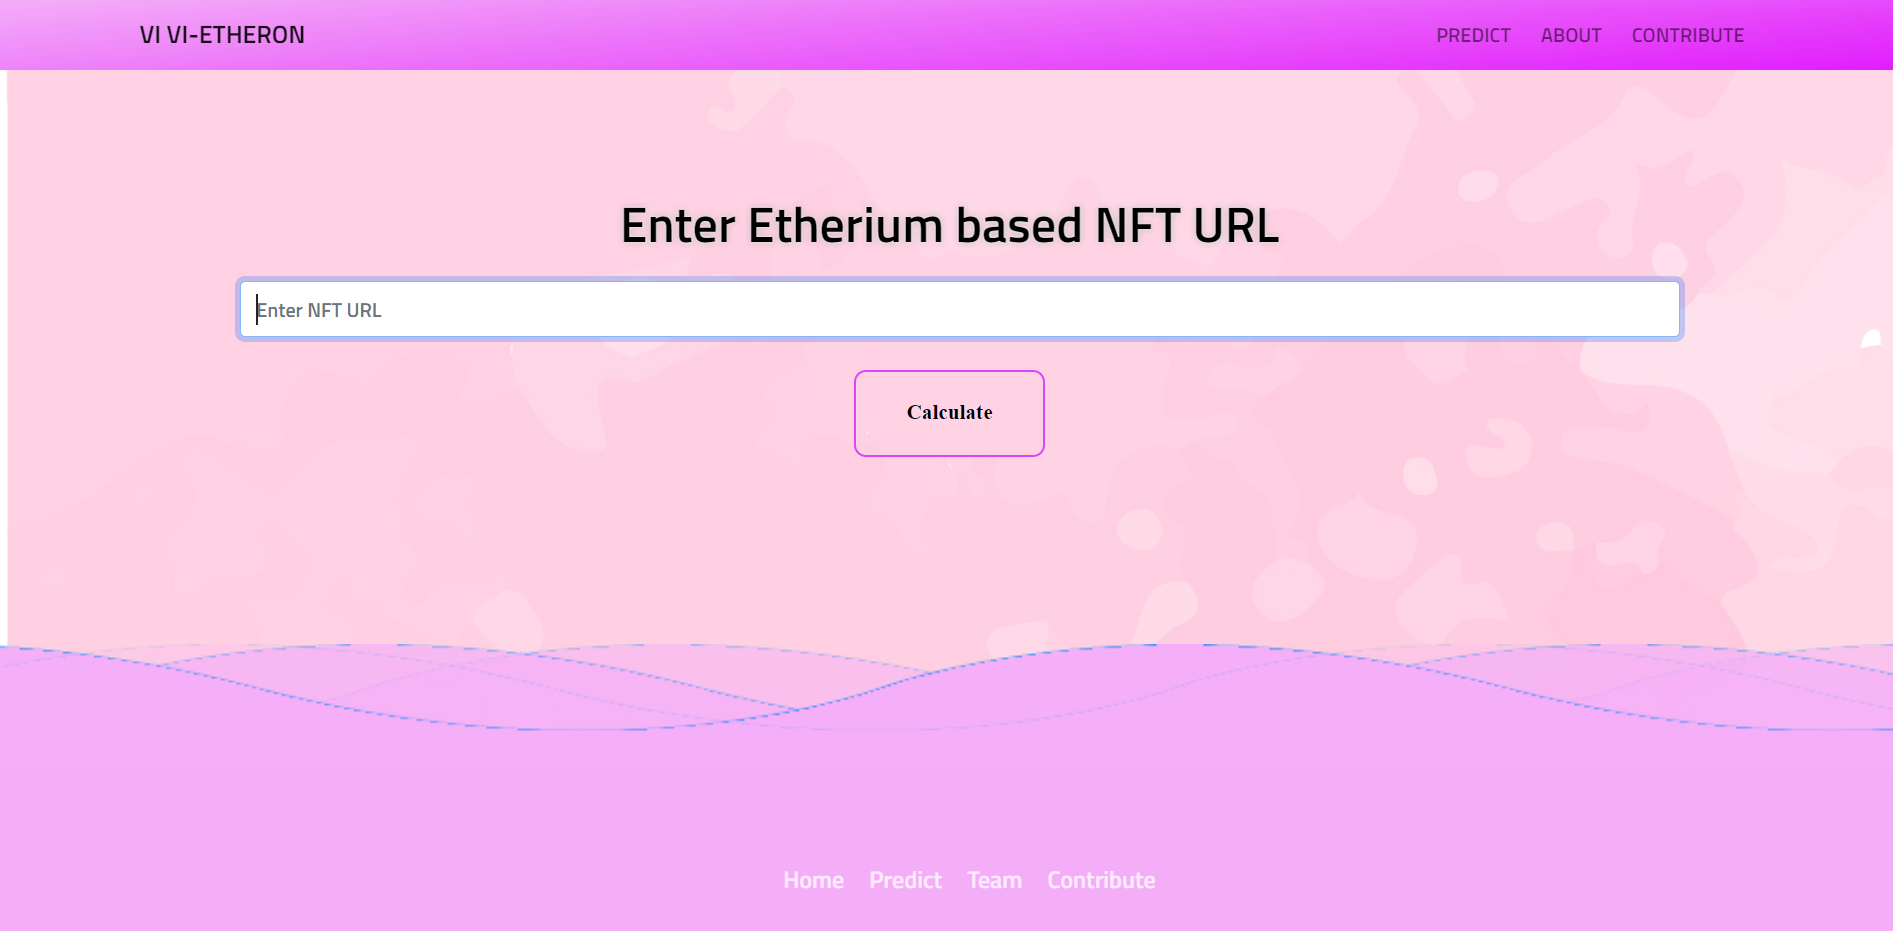 VI VI-ETHERON
PREDICT ABOUT CONTRIBUTE
Enter Etherium based NFT URL
Enter NFT URL
Calculate
Home Predict Team Contribute